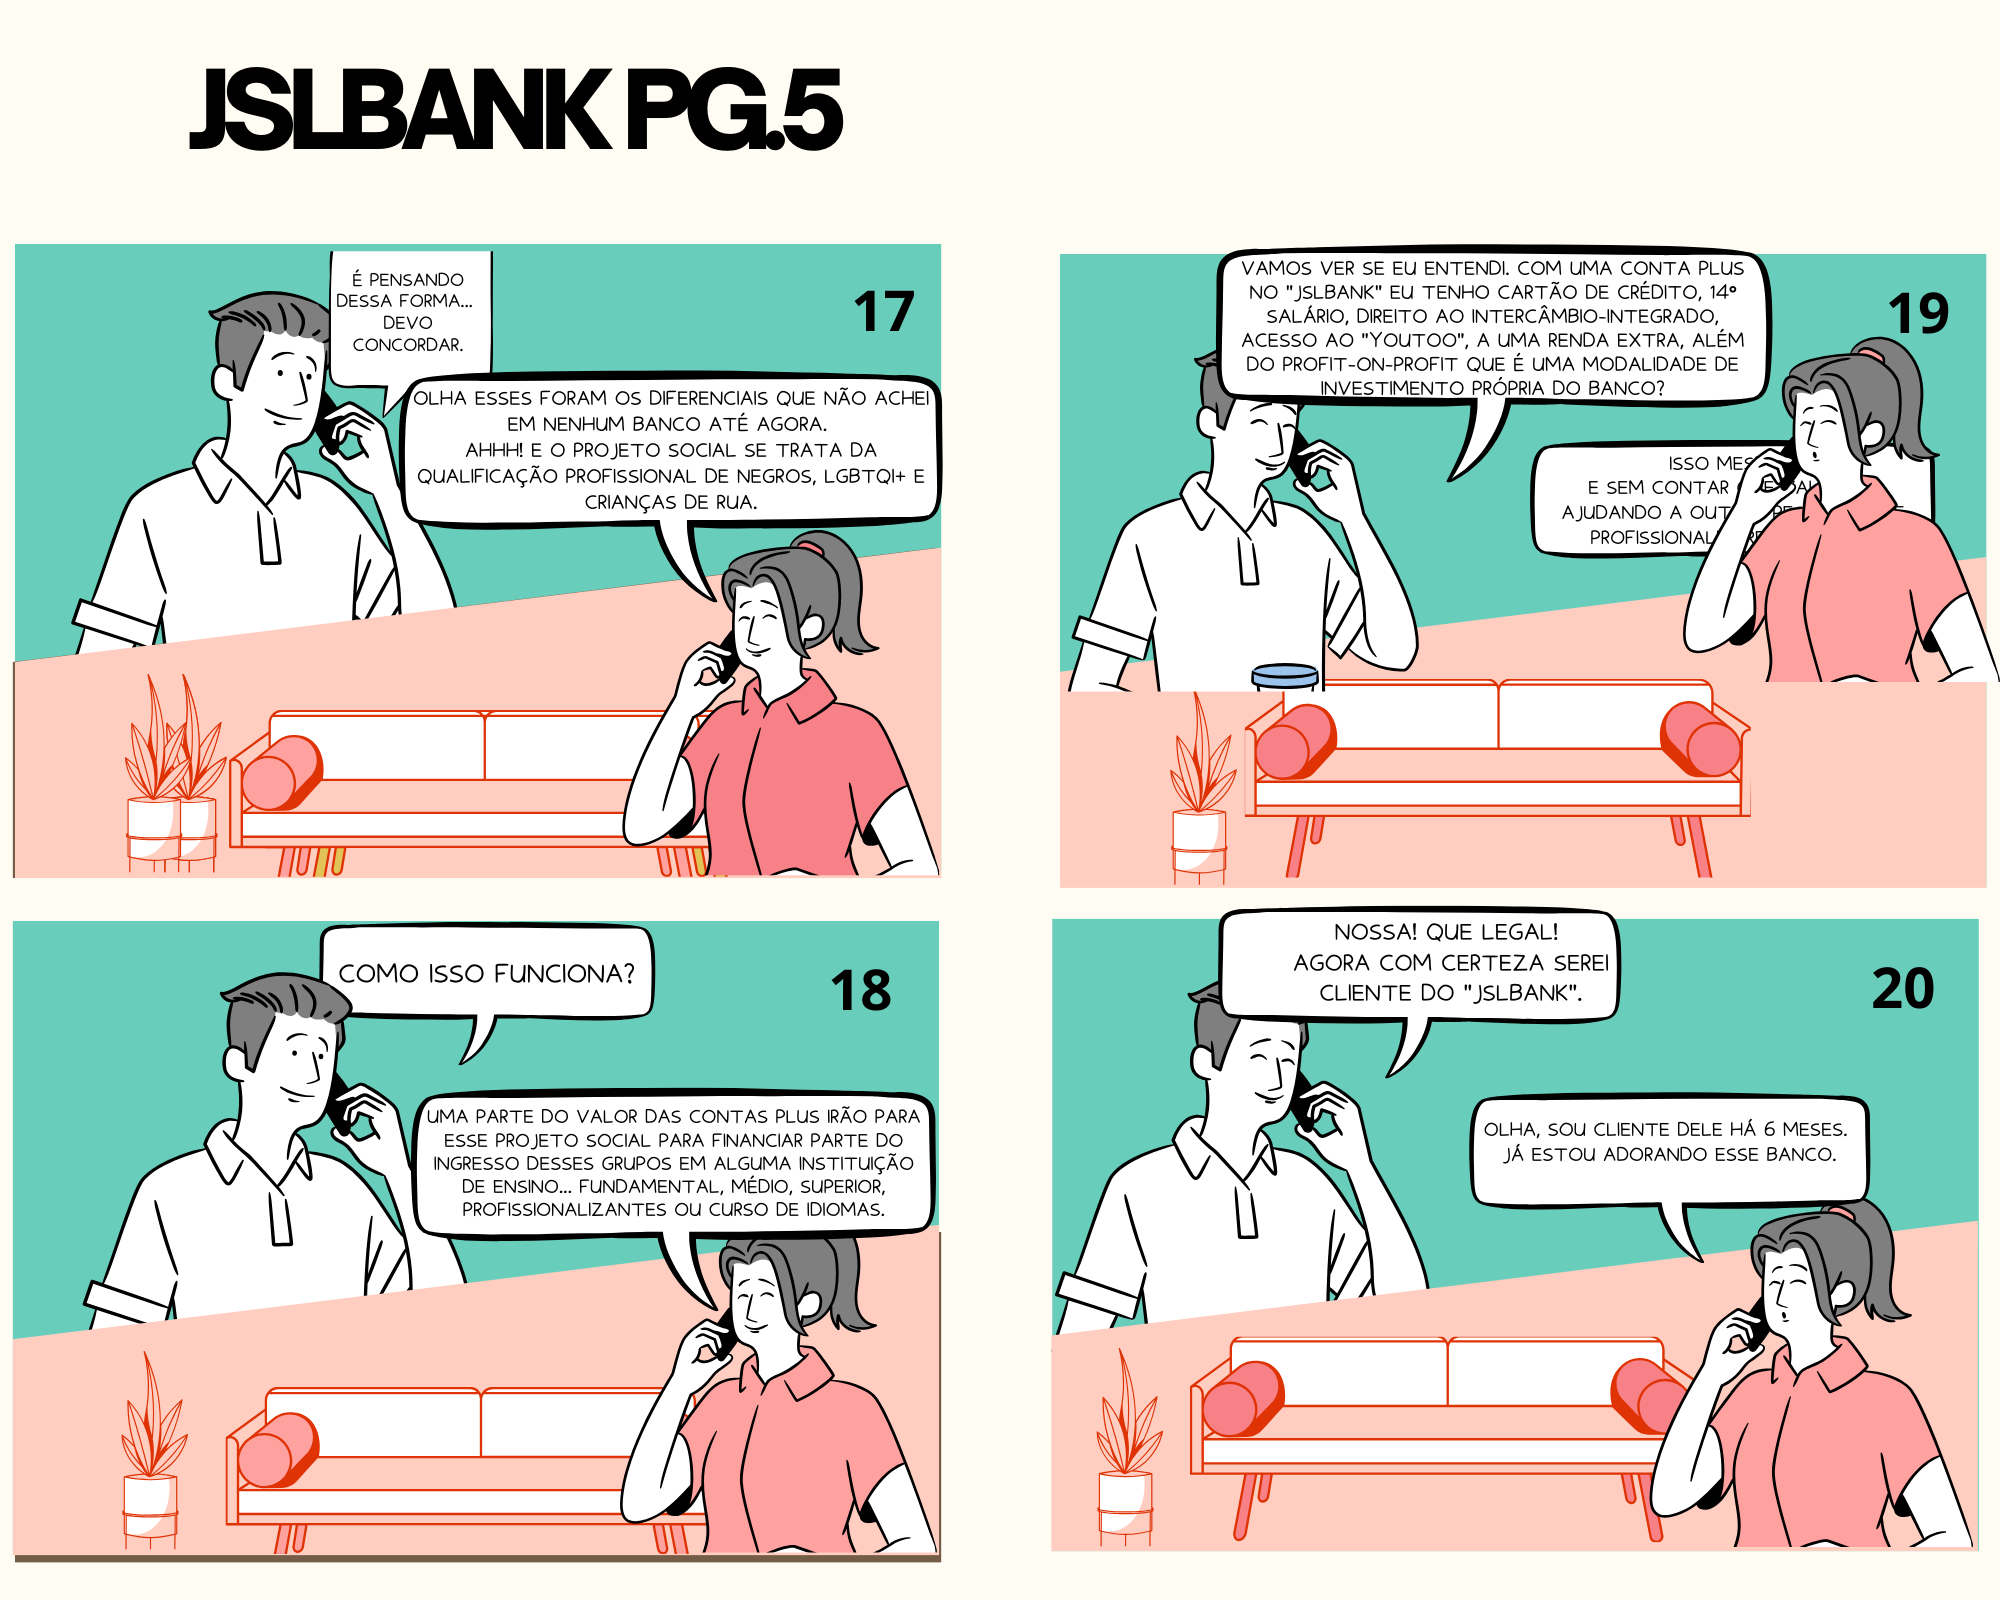 JSLBANK PG.5
17
É PENSANDO
DESSA FORMA...
DEVO
CONCORDAR.
OLHA ESSES FORAM OS DIFERENCIAIS QUE NÃO ACHEI
EM NENHUM BANCO ATÉ AGORA.
AHHH! E O PROJETO SOCIAL SE TRATA DA
QUALIFICAÇÃO PROFISSIONAL DE NEGROS, LGBTQI+ E
CRIANÇAS DE RUA.
18
COMO ISSO FUNCIONA?
UMA PARTE DO VALOR DAS CONTAS PLUS IRÃO PARA
ESSE PROJETO SOCIAL PARA FINANCIAR PARTE DO
INGRESSO DESSES GRUPOS EM ALGUMA INSTITUIÇÃO
DE ENSINO... FUNDAMENTAL, MÉDIO, SUPERIOR,
PROFISSIONALIZANTES OU CURSO DE IDIOMAS.
19
VAMOS VER SE EU ENTENDI. COM UMA CONTA PLUS
NO "JSLBANK" EU TENHO CARTÃO DE CRÉDITO, 14º
SALÁRIO, DIREITO AO INTERCÂMBIO-INTEGRADO,
ACESSO AO "YOUTOO", A UMA RENDA EXTRA, ALÉM
DO PROFIT-ON-PROFIT QUE É UMA MODALIDADE DE
INVESTIMENTO PRÓPRIA DO BANCO?
ISSO
E SEM CONTAR
AJUDANDO A
20
NOSSA! QUE LEGAL!
AGORA COM CERTEZA SEREI
CLIENTE DO "JSLBANK".
OLHA, SOU CLIENTE DELE HÁ 6 MESES.
JÁ ESTOU ADORANDO ESSE BANCO.